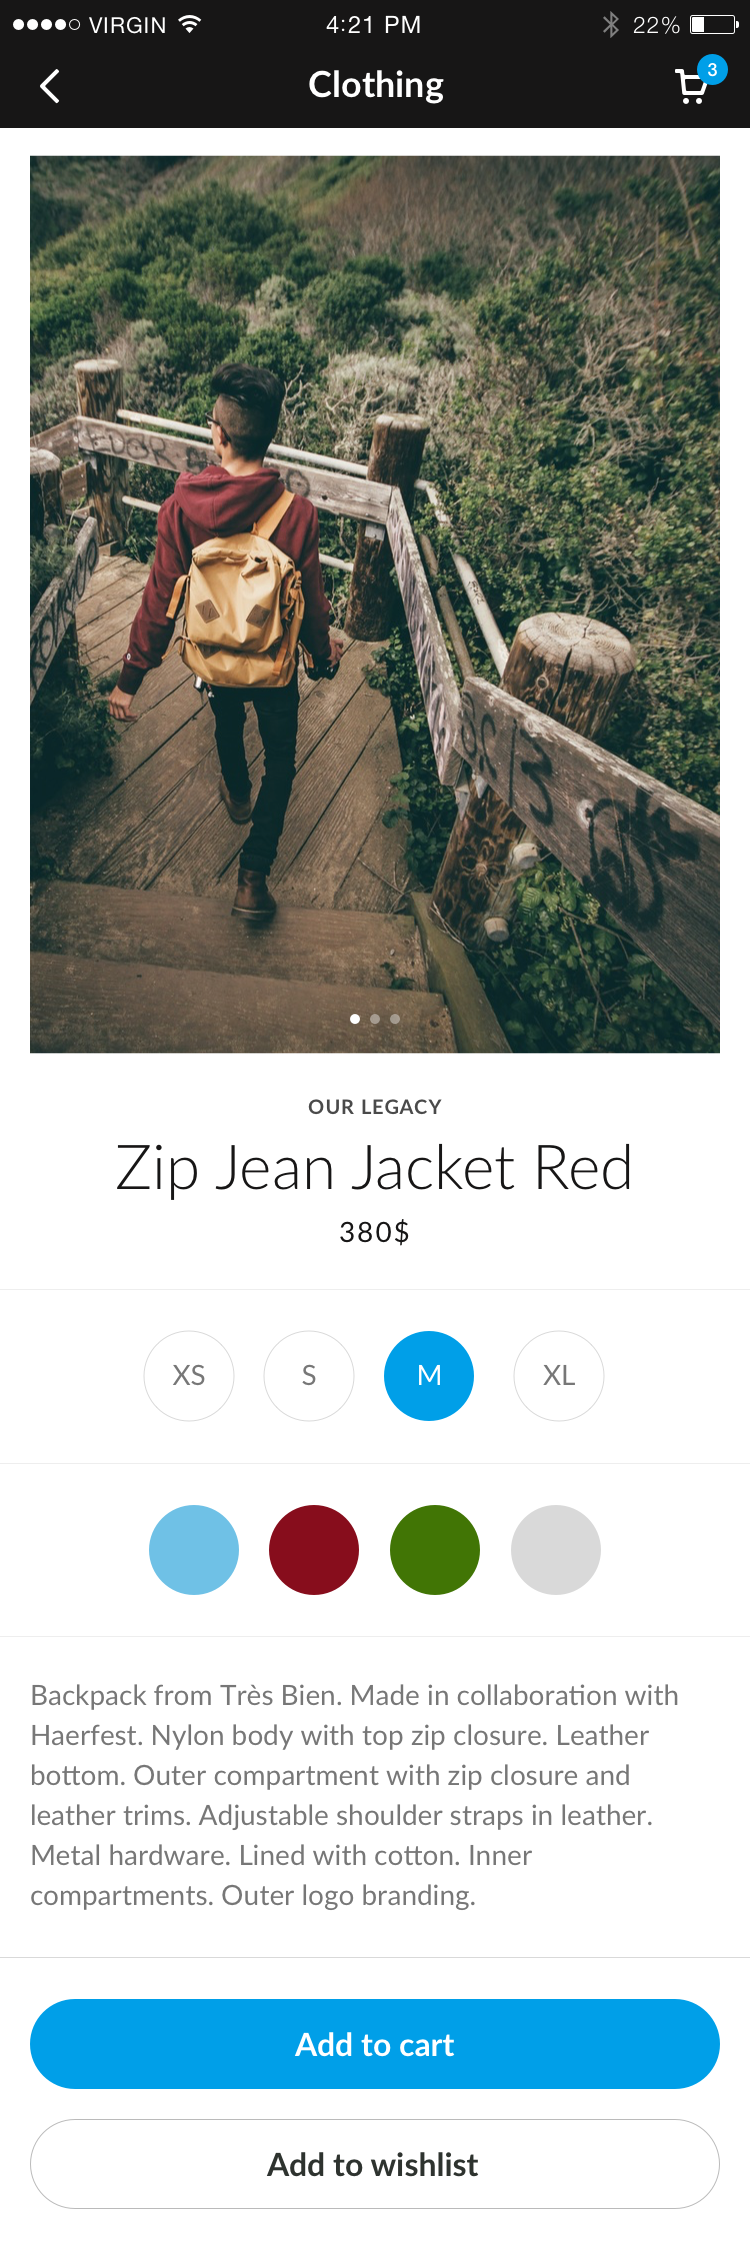 VIRGIN
4:21 PM
22%
Clothing
3
OUR LEGACY
Zip Jean Jacket Red
380$
XS
S
M
XL
Backpack from Très Bien. Made in collaboration with
Haerfest. Nylon body with top zip closure. Leather
bottom. Outer compartment with zip closure and
leather trims. Adjustable shoulder straps in leather.
Metal hardware. Lined with cotton. Inner
compartments. Outer logo branding.
Add to cart
Add to wishlist